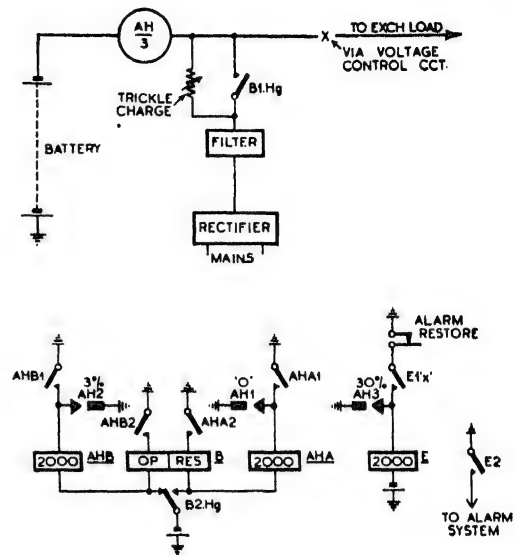 AH
3
TO EXCH LOAD
X
VIA VOLTAGE
CONTROL CCT.
B1.Hg
TRICKLE
CHARGE
BATTERY
FILTER
RECTIFIER
MAINS
ALARM
RESTORE
AHB1
3%
AH2
AHB2
AHA2
'O'
AH1
AHA1
30%
AH3
E1'x'
2000
AHB
OP
RES
B
2000
AHA
2000
E
E2
B2.Hg
TO ALARM
SYSTEM